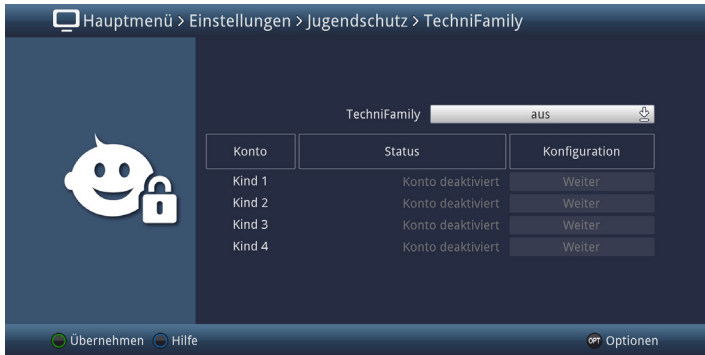 Hauptmenü > Einstellungen > Jugendschutz > TechniFamily
TechniFamily aus
Konto Status Konfiguration
Kind 1 Konto deaktiviert Weiter
Kind 2 Konto deaktiviert Weiter
Kind 3 Konto deaktiviert Weiter
Kind 4 Konto deaktiviert Weiter
Übernehmen Hilfe OPT Optionen